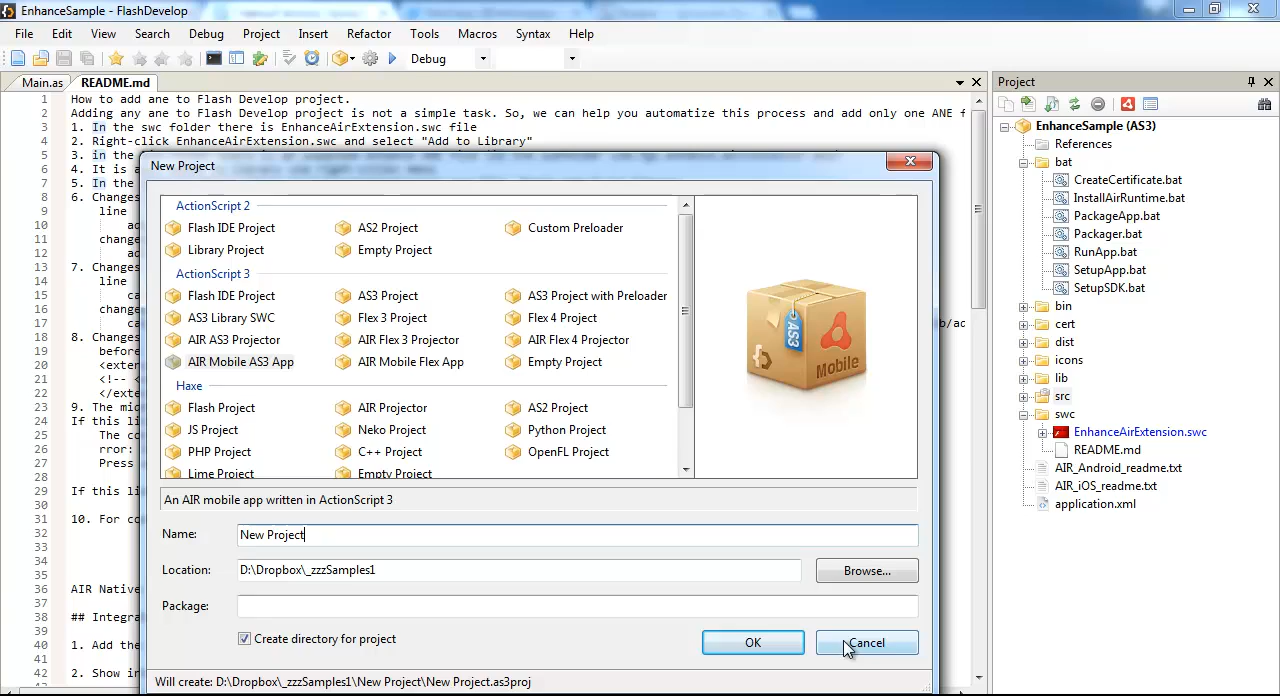 EnhanceSample - FlashDevelop
File Edit View Search Debug Project Insert Refactor Tools Macros Syntax Help
Debug
Main.as README.md
1 How to add ane to Flash Develop project.
2 Adding any ane to Flash Develop project is not a simple task. So, we can help you automatize this process and add only one ANE f
3 1. In the swc folder there is EnhanceAirExtension.swc file
4 2. Right-click EnhanceAirExtension.swc and select "Add to Library"
5 3. in the
6 4. It is a
7 5. In the
8 6. Changes
9 line
10 ad
11 change
12 ad
13 7. Changes
14 line
15 ca
16 change
17 ca b/ad
18 8. Changes
19 before
20 <exten
21 <!-- <
22 </exte
23 9. The mic
24 If this li
25 The co
26 rror:
27 Press
28
29 If this li
30
31 10. For co
32
33
34
35
36 AIR Native
37
38 ## Integra
39
40 1. Add the
41
42 2. Show in
New Project
ActionScript 2
Flash IDE Project AS2 Project Custom Preloader
Library Project Empty Project
ActionScript 3
Flash IDE Project AS3 Project AS3 Project with Preloader
AS3 Library SWC Flex 3 Project Flex 4 Project
AIR AS3 Projector AIR Flex 3 Projector AIR Flex 4 Projector
AIR Mobile AS3 App AIR Mobile Flex App Empty Project
Haxe
Flash Project AIR Projector AS2 Project
JS Project Neko Project Python Project
PHP Project C++ Project OpenFL Project
Lime Project Empty Project
AS3
Mobile
An AIR mobile app written in ActionScript 3
Name: New Project
Location: D:\Dropbox\_zzzSamples1 Browse...
Package:
Create directory for project OK Cancel
Will create: D:\Dropbox\_zzzSamples1\New Project\New Project.as3proj
Project
EnhanceSample (AS3)
References
bat
CreateCertificate.bat
InstallAirRuntime.bat
PackageApp.bat
Packager.bat
RunApp.bat
SetupApp.bat
SetupSDK.bat
bin
cert
dist
icons
lib
src
swc
EnhanceAirExtension.swc
README.md
AIR_Android_readme.txt
AIR_iOS_readme.txt
application.xml